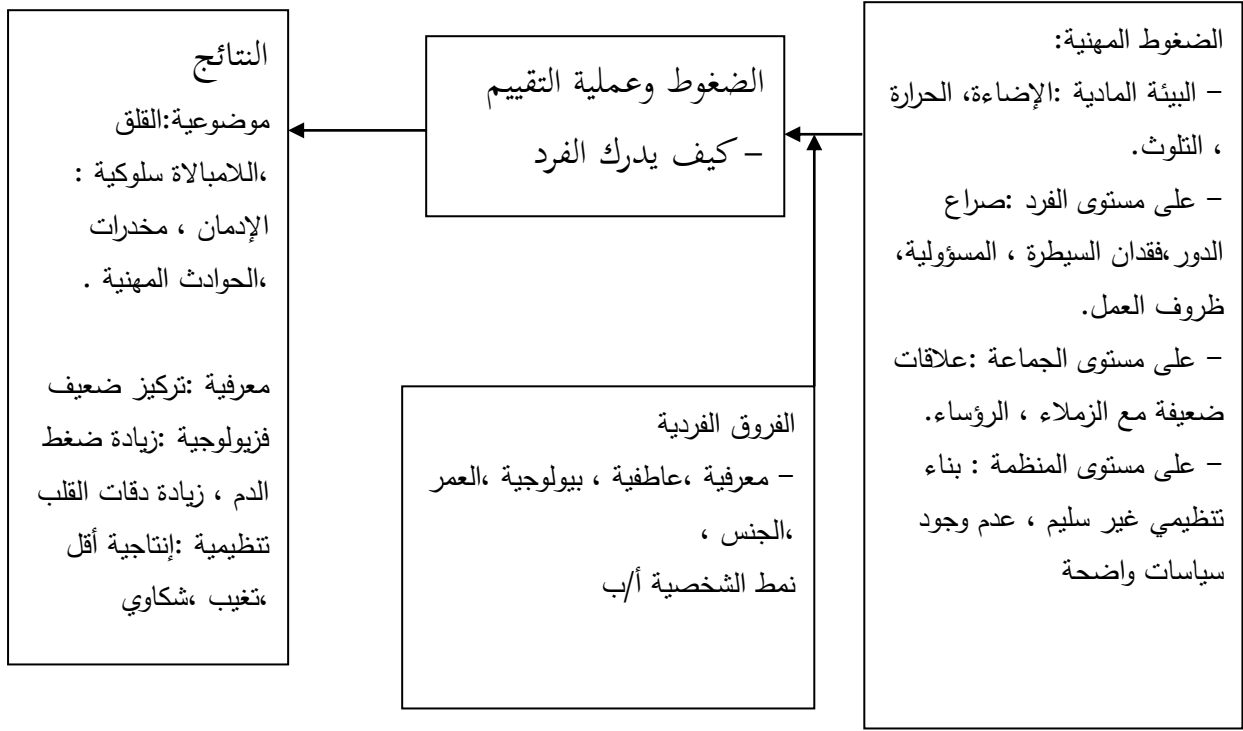 الضغوط المهنية:
- البيئة المادية :الإضاءة، الحرارة
، التلوث.
- على مستوى الفرد :صراع
الدور ،فقدان السيطرة ، المسؤولية،
ظروف العمل.
- على مستوى الجماعة :علاقات
ضعيفة مع الزملاء ، الرؤساء.
- على مستوى المنظمة : بناء
تنظيمي غير سليم ، عدم وجود
سياسات واضحة
الضغوط وعملية التقييم
- كيف يدرك الفرد
الفروق الفردية
- معرفية ،عاطفية ، بيولوجية ،العمر
،الجنس ،
نمط الشخصية أ/ب
النتائج
موضوعية:القلق
،اللامبالاة سلوكية :
الإدمان ، مخدرات
،الحوادث المهنية .
معرفية :تركيز ضعيف
فزيولوجية :زيادة ضغط
الدم ، زيادة دقات القلب
تنظيمية :إنتاجية أقل
،تغيب ،شكاوي